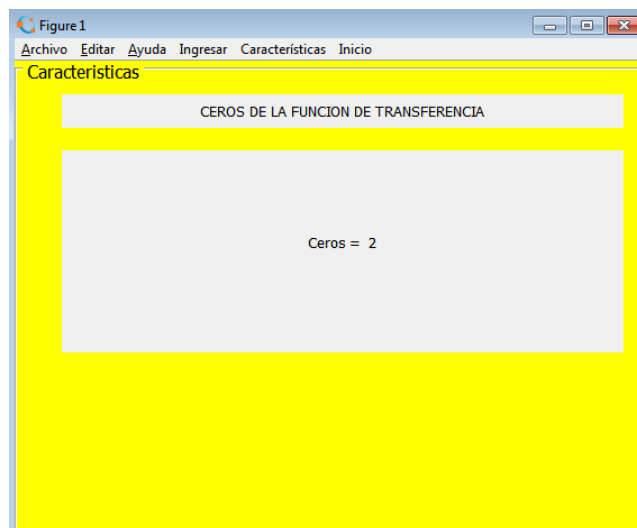 Figure 1
Archivo Editar Ayuda Ingresar Características Inicio
Caracteristicas
CEROS DE LA FUNCION DE TRANSFERENCIA
Ceros = 2